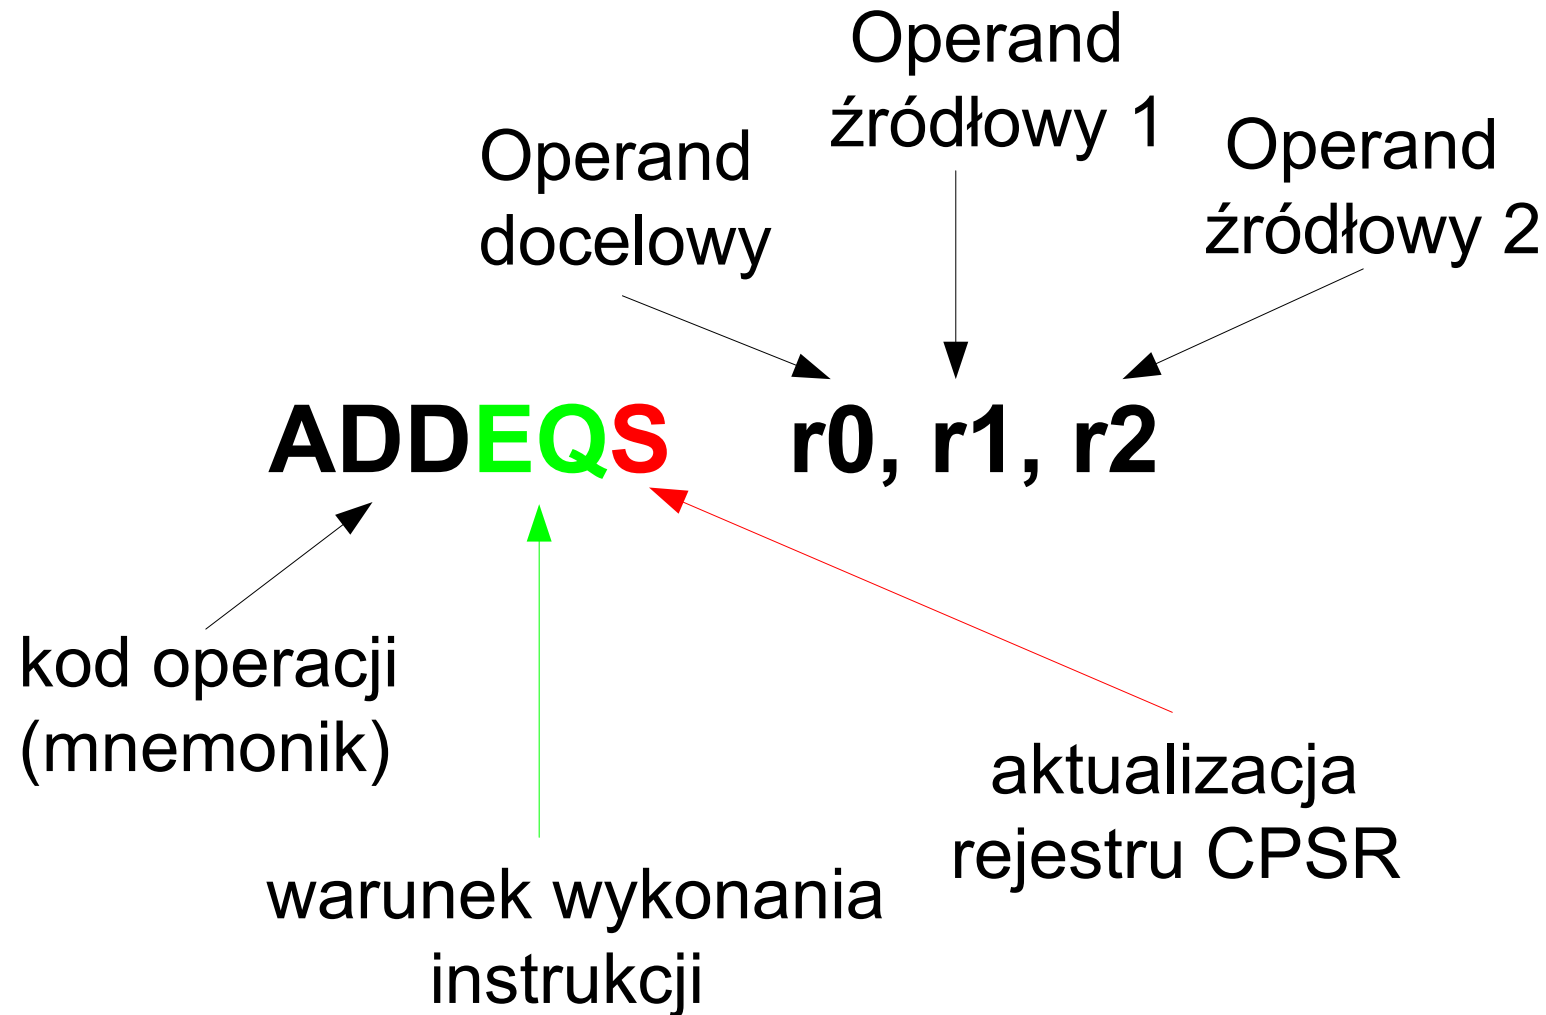 Operand
źródłowy 1
Operand
docelowy
Operand
źródłowy 2
ADDEQS r0, r1, r2
kod operacji
(mnemonik)
aktualizacja
rejestru CPSR
warunek wykonania
instrukcji